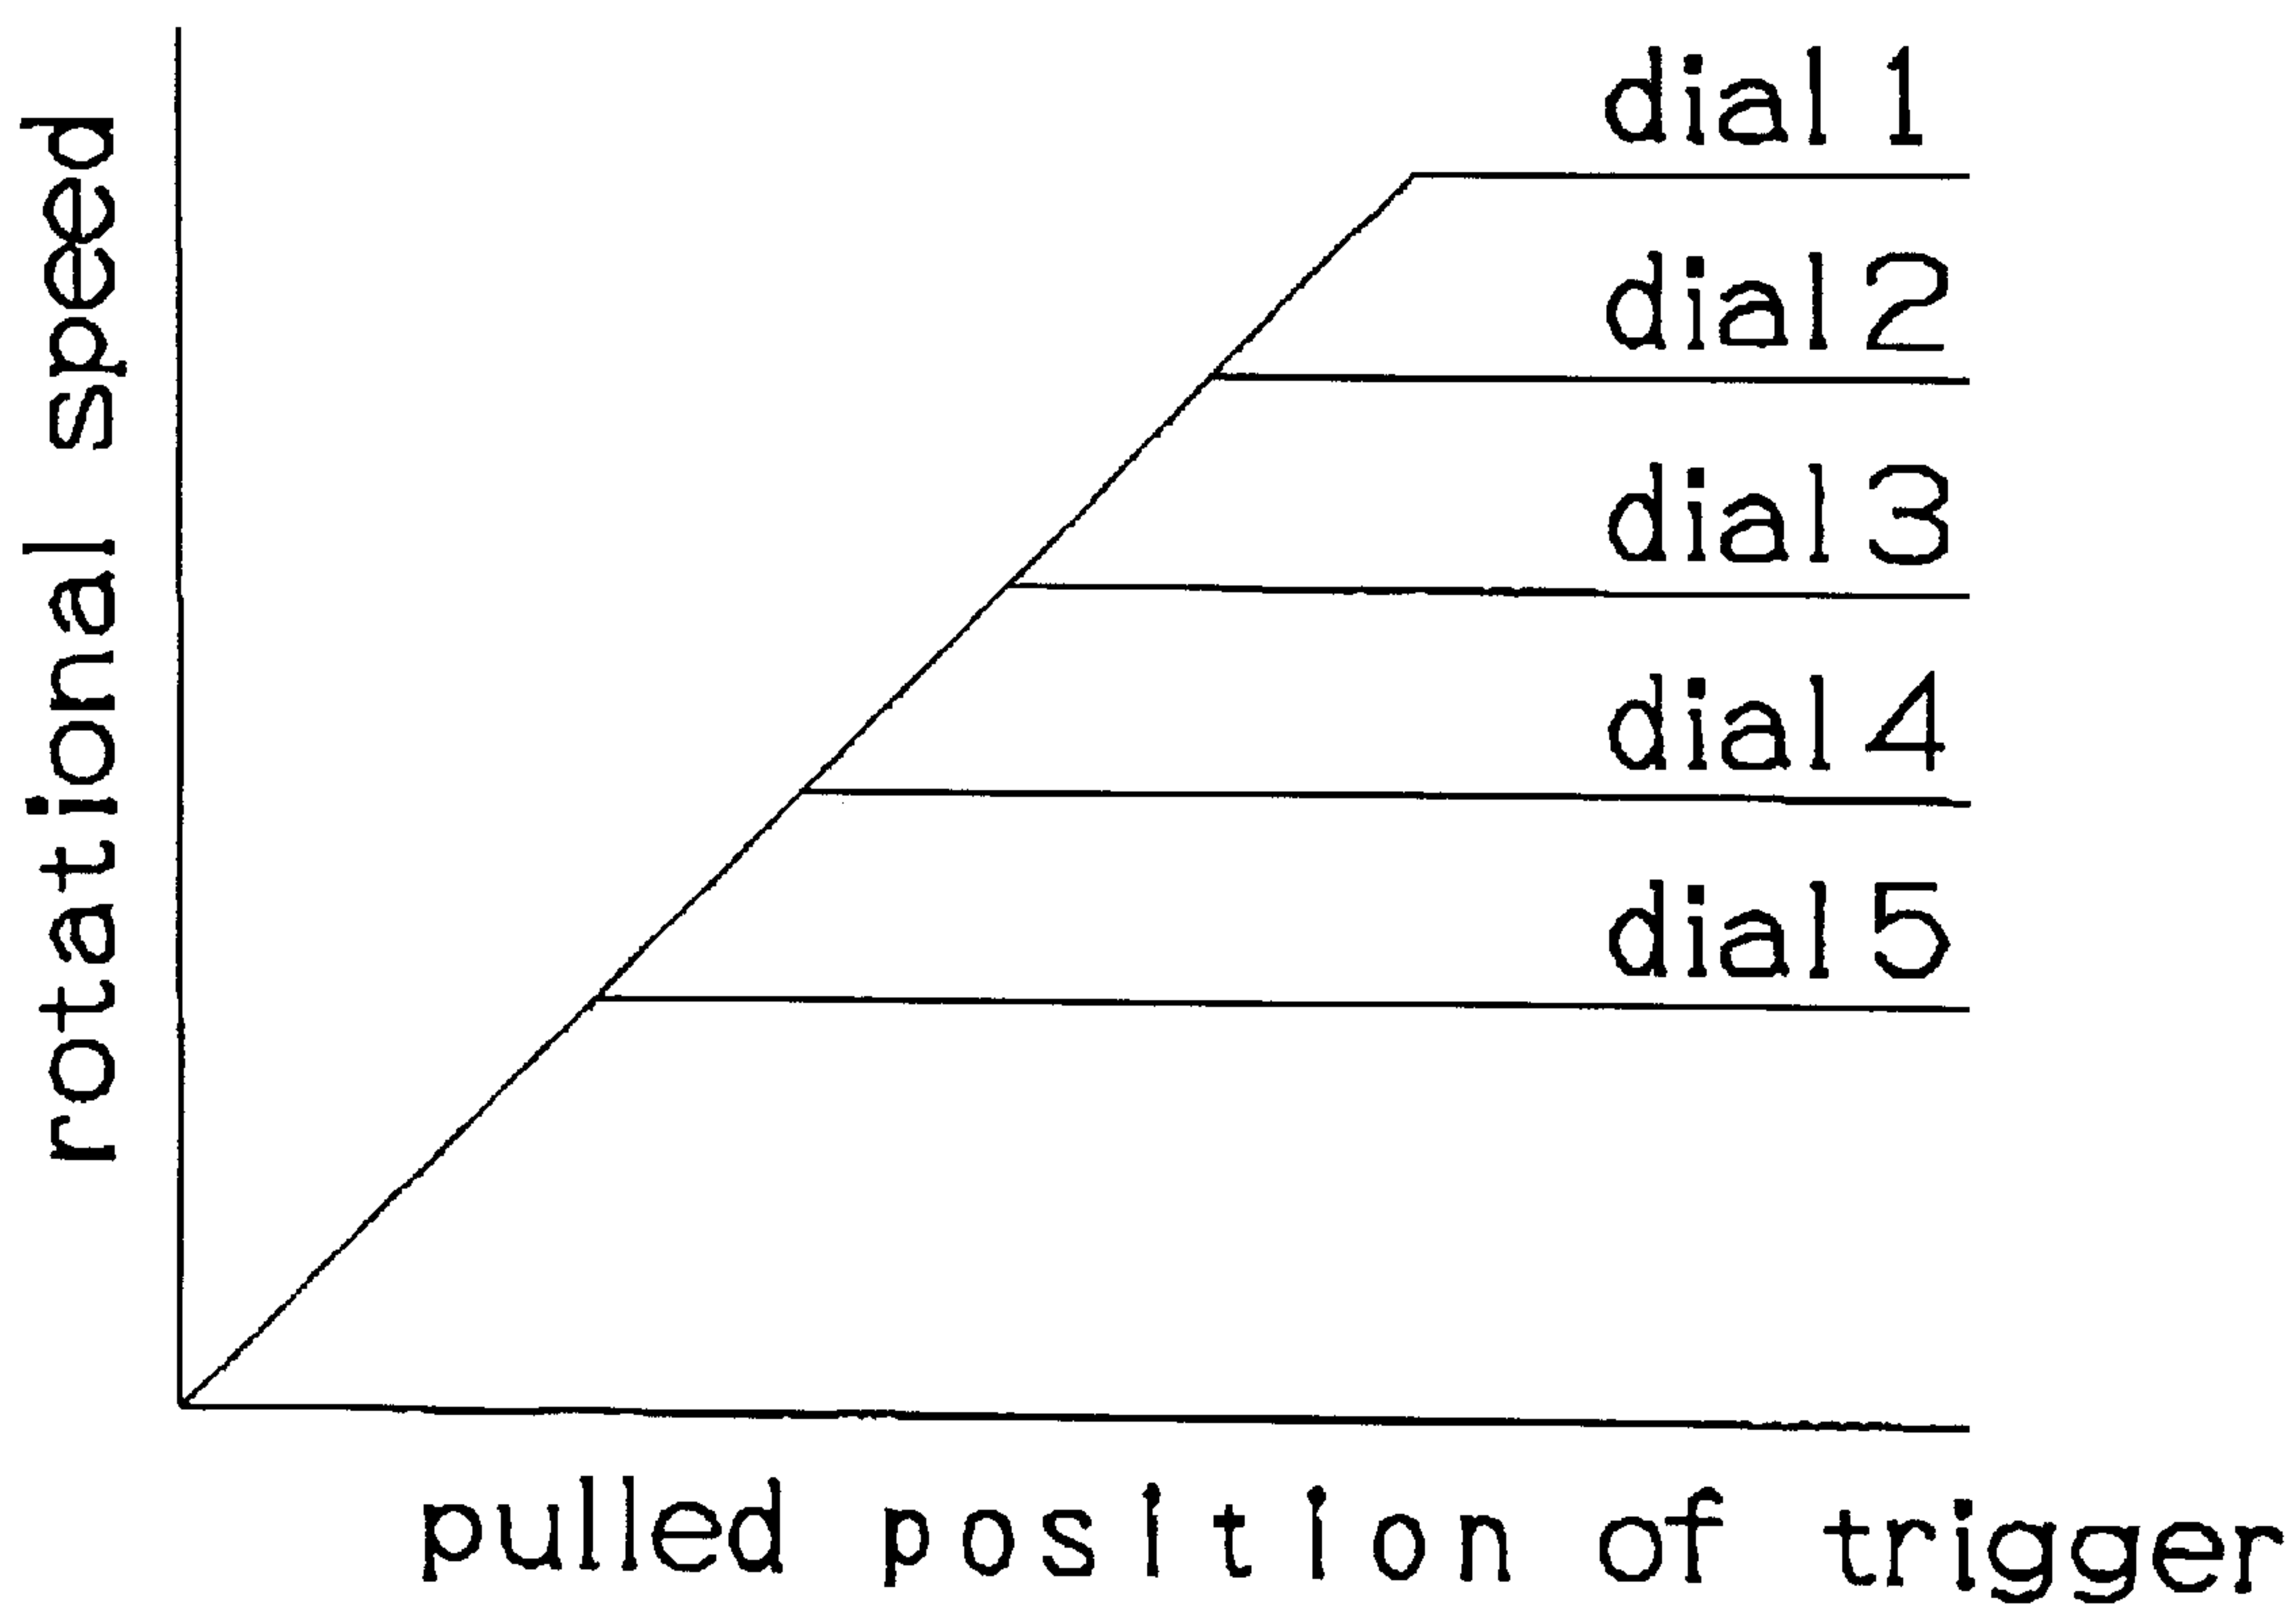 rotational speed
dial 1
dial 2
dial 3
dial 4
dial 5
pulled position of trigger